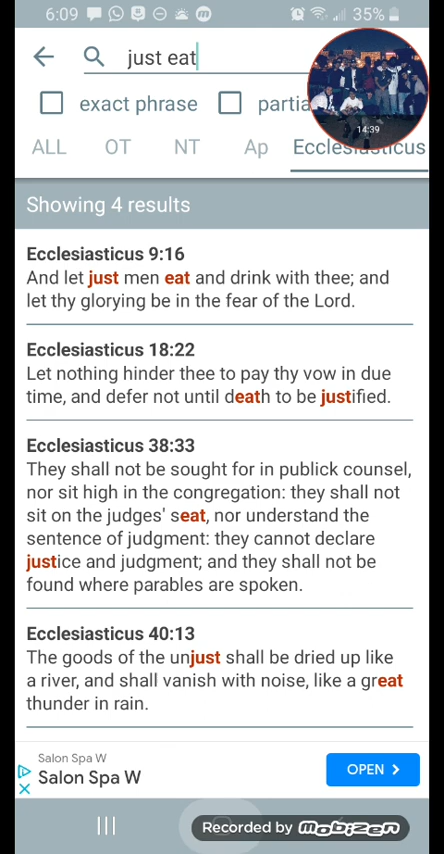 6:09 35%
just eat
exact phrase
14:39
ALL OT NT Ap Ecclesiasticus
Showing 4 results
Ecclesiasticus 9:16
And let just men eat and drink with thee; and
let thy glorying be in the fear of the Lord.
Ecclesiasticus 18:22
Let nothing hinder thee to pay thy vow in due
time, and defer not until death to be justified.
Ecclesiasticus 38:33
They shall not be sought for in publick counsel,
nor sit high in the congregation: they shall not
sit on the judges' seat, nor understand the
sentence of judgment: they cannot declare
justice and judgment; and they shall not be
found where parables are spoken.
Ecclesiasticus 40:13
The goods of the unjust shall be dried up like
a river, and shall vanish with noise, like a great
thunder in rain.
Salon Spa W
Salon Spa W
OPEN
Recorded by mobizen